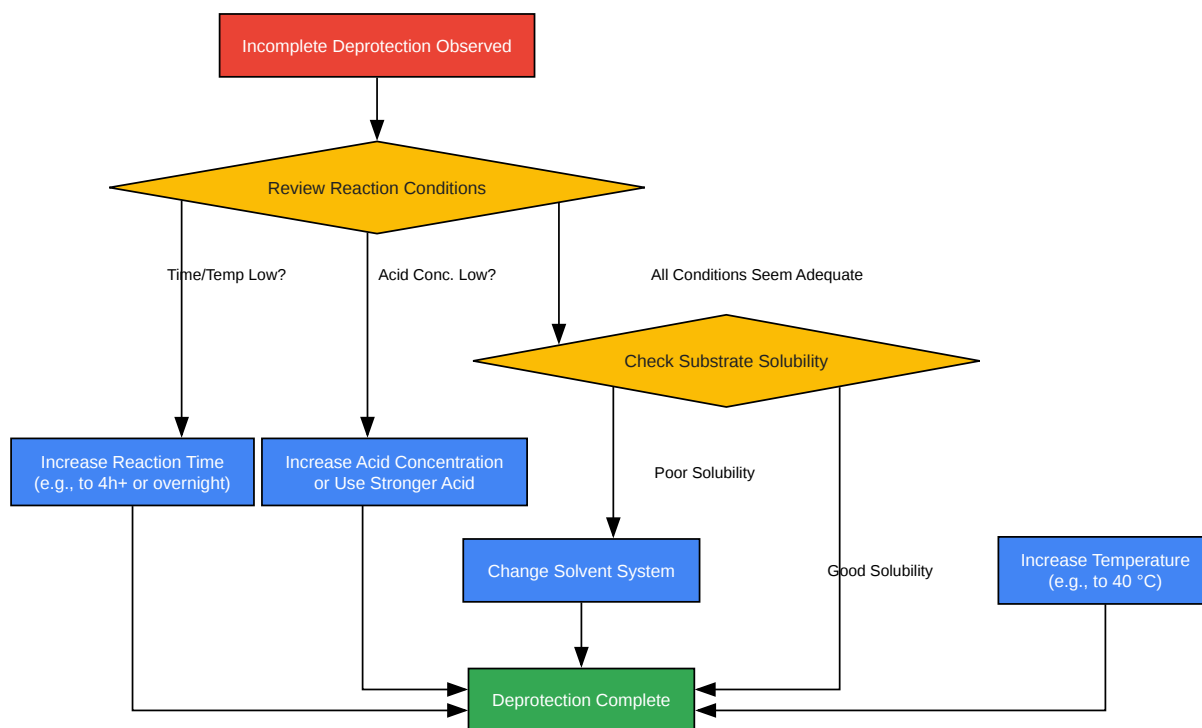 Incomplete Deprotection Observed
Review Reaction Conditions
Time/Temp Low?
Acid Conc. Low?
All Conditions Seem Adequate
Check Substrate Solubility
Increase Reaction Time
(e.g., to 4h+ or overnight)
Increase Acid Concentration
or Use Stronger Acid
Poor Solubility
Change Solvent System
Good Solubility
Increase Temperature
(e.g., to 40 °C)
Deprotection Complete